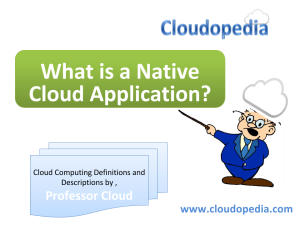 Cloudopedia
What is a Native
Cloud Application?
Cloud Computing Definitions and
Descriptions by ,
Professor Cloud
www.cloudopedia.com